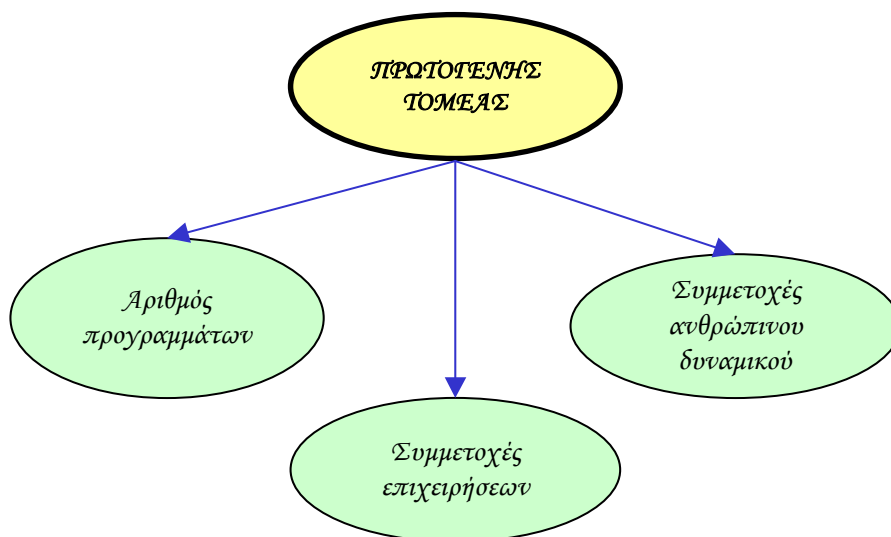 ΠΡΩΤΟΓΕΝΗΣ
ΤΟΜΕΑΣ
Αριθμός
προγραμμάτων
Συμμετοχές
ανθρώπινου
δυναμικού
Συμμετοχές
επιχειρήσεων